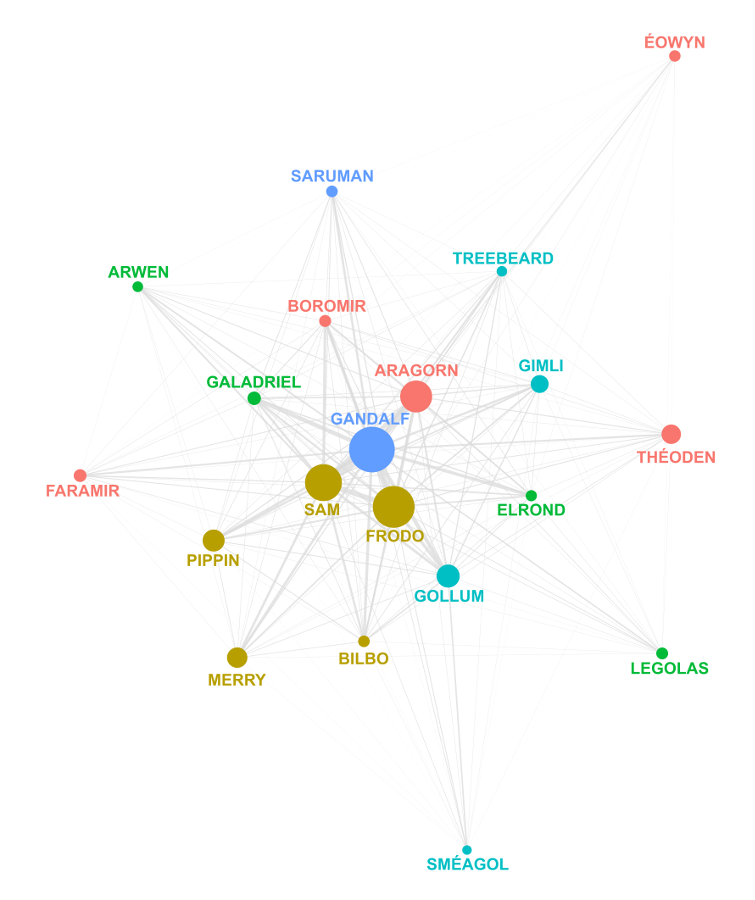 ÉOWYN
SARUMAN
TREEBEARD
ARWEN
BOROMIR
GIMLI
ARAGORN
GALADRIEL
GANDALF
THÉODEN
FARAMIR
SAM
ELROND
FRODO
PIPPIN
GOLLUM
BILBO
LEGOLAS
MERRY
SMÉAGOL